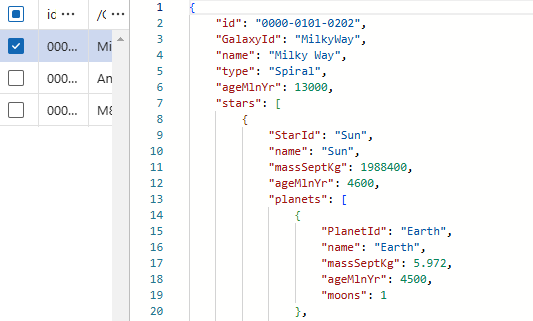 ic ••• /( •••
000... Mi
000... An
000... M8
1 {
2 "id": "0000-0101-0202",
3 "GalaxyId": "MilkyWay",
4 "name": "Milky Way",
5 "type": "Spiral",
6 "ageMlnYr": 13000,
7 "stars": [
8 {
9 "StarId": "Sun",
10 "name": "Sun",
11 "massSeptKg": 1988400,
12 "ageMlnYr": 4600,
13 "planets": [
14 {
15 "PlanetId": "Earth",
16 "name": "Earth",
17 "massSeptKg": 5.972,
18 "ageMlnYr": 4500,
19 "moons": 1
20 },